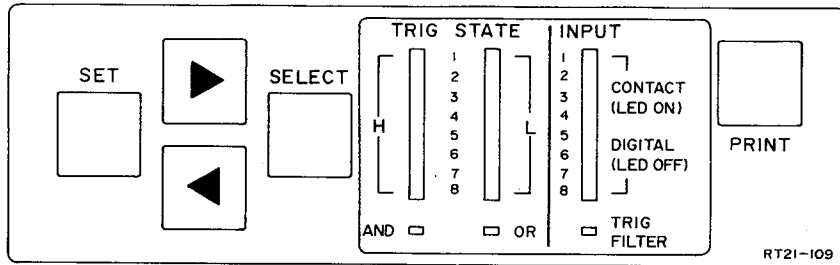 TRIG STATE INPUT
SET
SELECT
H
1
2
3
4
5
6
7
8
L
1
2
3
4
5
6
7
8
CONTACT
(LED ON)
DIGITAL
(LED OFF)
PRINT
AND
OR
TRIG
FILTER
RT21-109